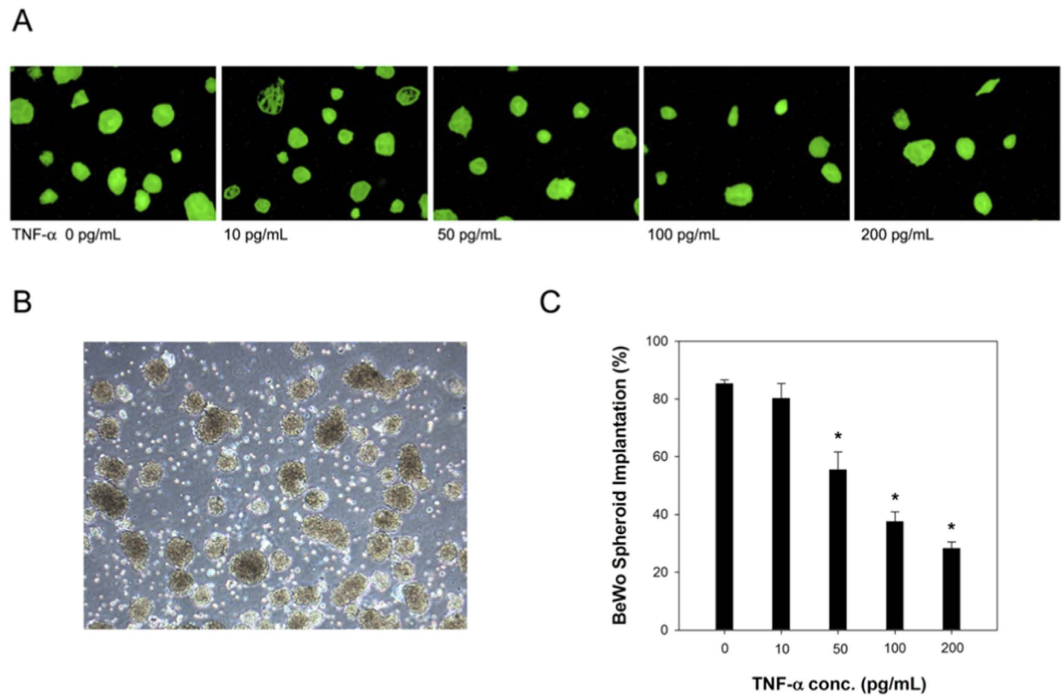 A
TNF-α 0 pg/mL
10 pg/mL
50 pg/mL
100 pg/mL
200 pg/mL
B
C
BeWo Spheroid Implantation (%)
100
80
60
40
20
0
*
*
*
0 10 50 100 200
TNF-α conc. (pg/mL)